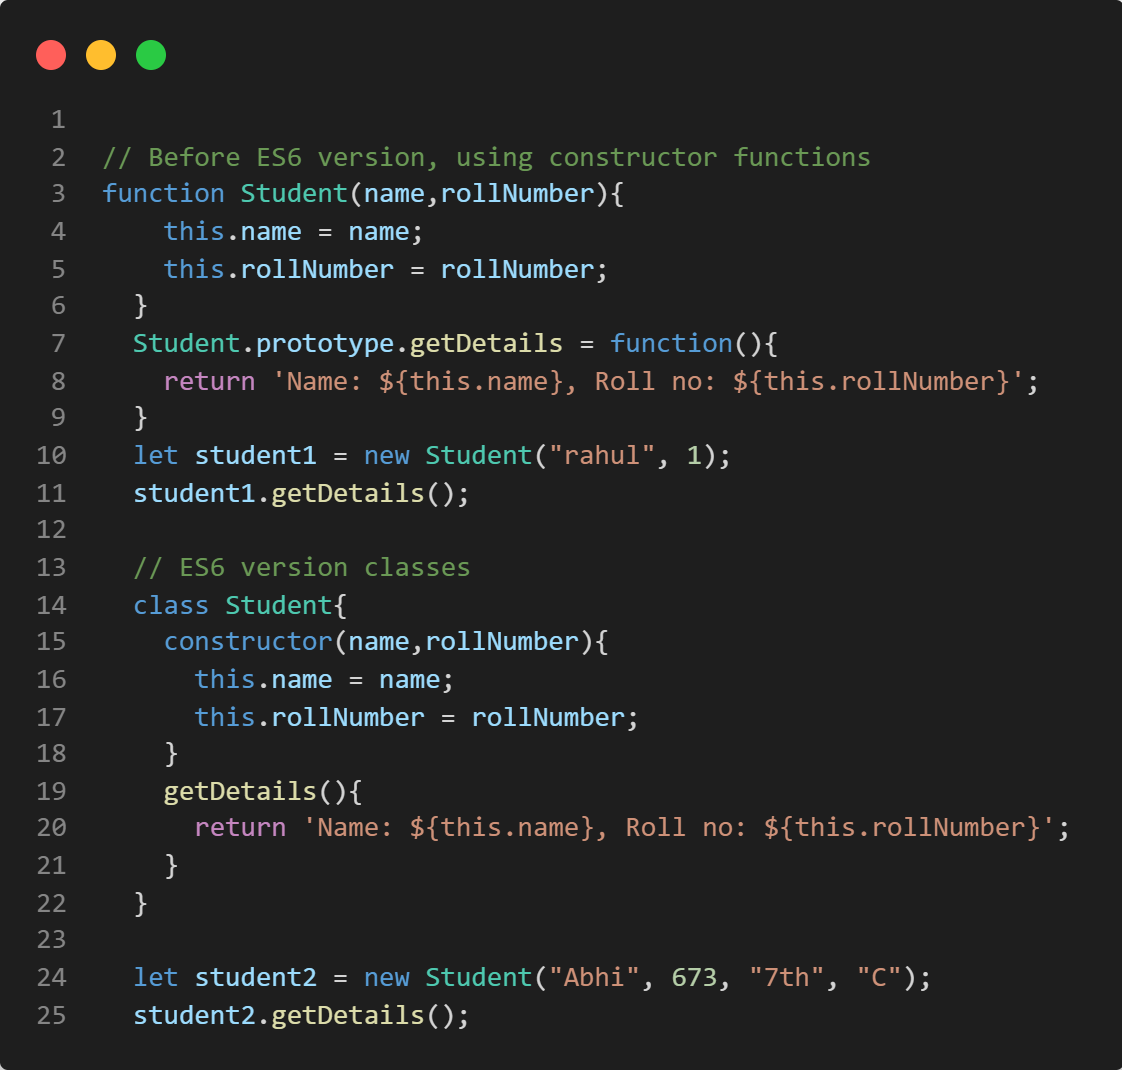 1
2 // Before ES6 version, using constructor functions
3 function Student(name,rollNumber){
4     this.name = name;
5     this.rollNumber = rollNumber;
6   }
7   Student.prototype.getDetails = function(){
8     return 'Name: ${this.name}, Roll no: ${this.rollNumber}';
9   }
10   let student1 = new Student("rahul", 1);
11   student1.getDetails();
12
13   // ES6 version classes
14   class Student{
15     constructor(name,rollNumber){
16       this.name = name;
17       this.rollNumber = rollNumber;
18     }
19     getDetails(){
20       return 'Name: ${this.name}, Roll no: ${this.rollNumber}';
21     }
22   }
23
24   let student2 = new Student("Abhi", 673, "7th", "C");
25   student2.getDetails();